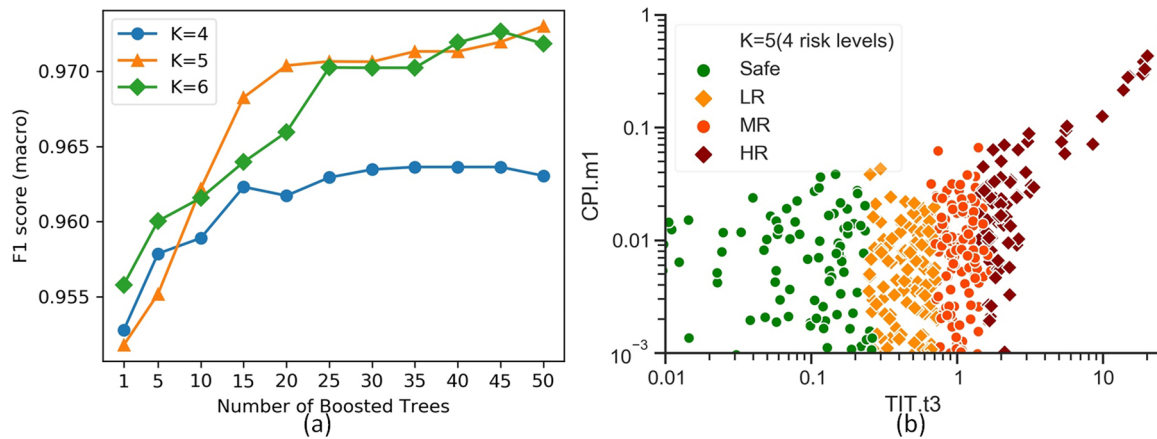 K=4
K=5
K=6
0.970
0.965
0.960
0.955
F1 score (macro)
1 5 10 15 20 25 30 35 40 45 50
Number of Boosted Trees
(a)
K=5(4 risk levels)
Safe
LR
MR
HR
1
0.1
0.01
10⁻³
CPI.m1
0.01 0.1 1 10
TIT.t3
(b)